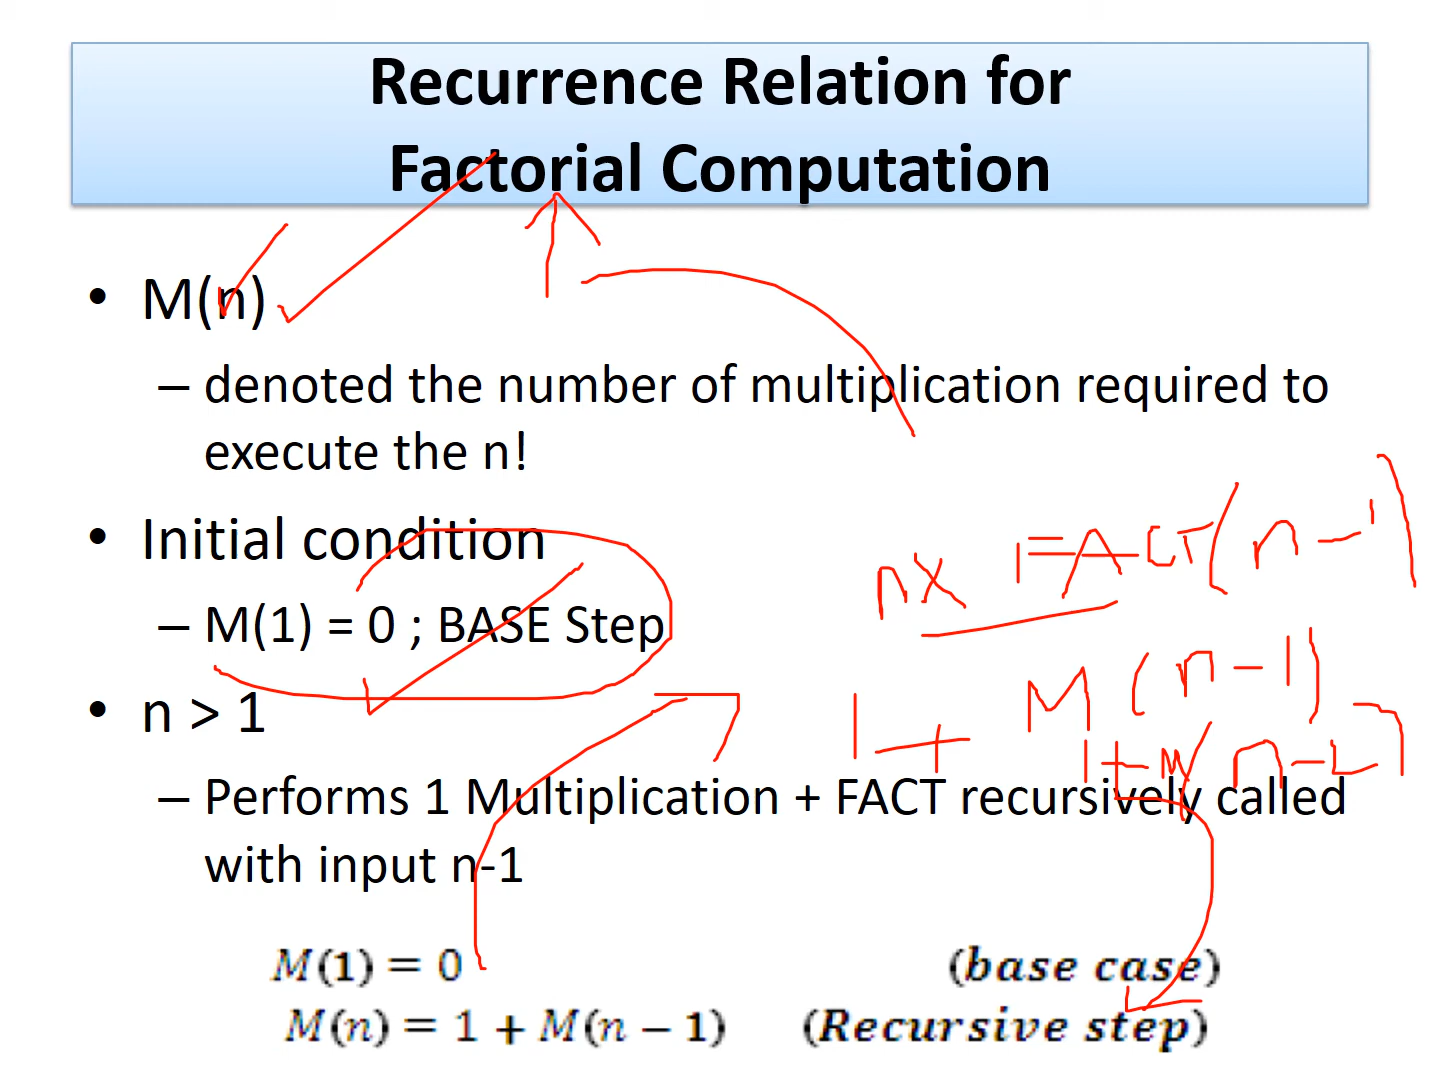 Recurrence Relation for
Factorial Computation
• M(n)
– denoted the number of multiplication required to
execute the n!
• Initial condition
n x FACT(n-1)
– M(1) = 0 ; BASE Step
M(n-1)
• n > 1
1 +
1+M(n-2)
– Performs 1 Multiplication + FACT recursively called
with input n-1
M(1) = 0 (base case)
M(n) = 1 + M(n − 1) (Recursive step)